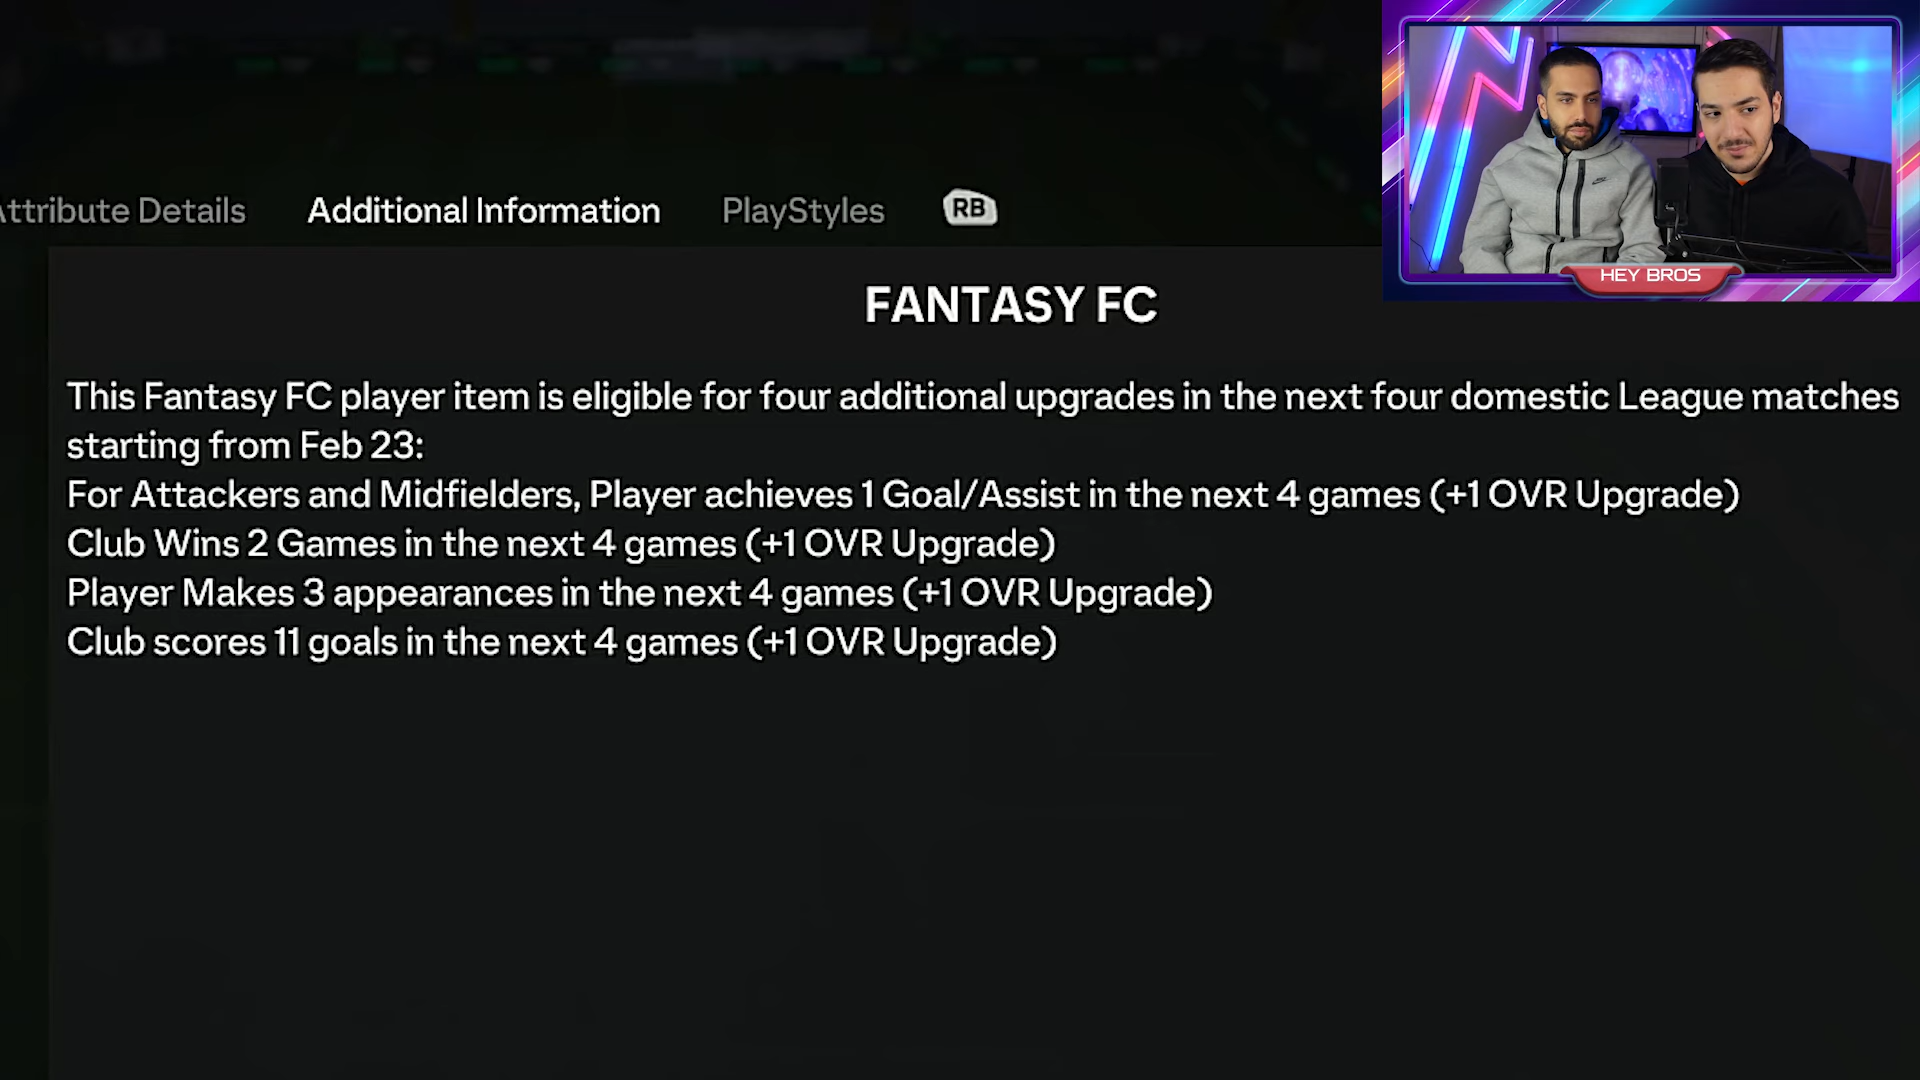 Attribute Details Additional Information PlayStyles RB
HEY BROS
FANTASY FC
This Fantasy FC player item is eligible for four additional upgrades in the next four domestic League matches
starting from Feb 23:
For Attackers and Midfielders, Player achieves 1 Goal/Assist in the next 4 games (+1 OVR Upgrade)
Club Wins 2 Games in the next 4 games (+1 OVR Upgrade)
Player Makes 3 appearances in the next 4 games (+1 OVR Upgrade)
Club scores 11 goals in the next 4 games (+1 OVR Upgrade)